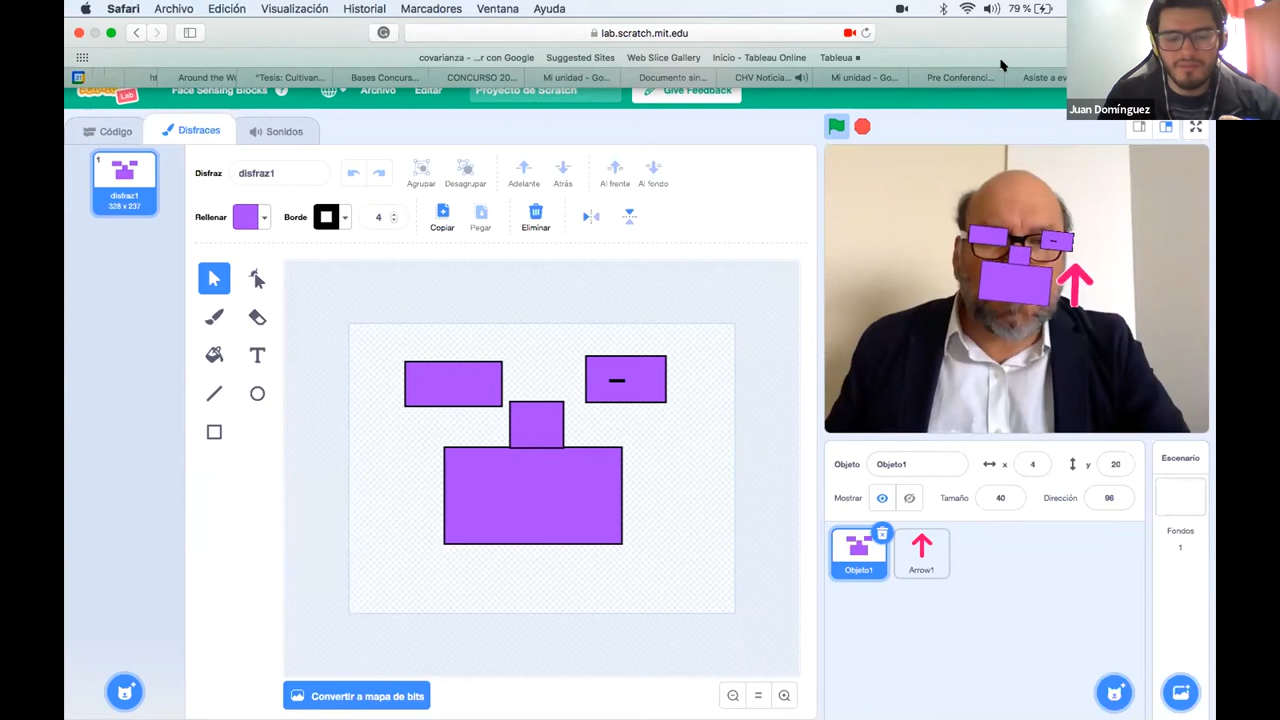 Safari Archivo Edición Visualización Historial Marcadores Ventana Ayuda 79 %
lab.scratch.mit.edu
covarianza - ...r con Google Suggested Sites Web Slice Gallery Inicio - Tableau Online Tableua
ht Around the Wo "Tesis: Cultivan... Bases Concurs... CONCURSO 20... Mi unidad - Go... Documento sin... CHV Noticia... Mi unidad - Go... Pre Conferenci... Asiste a ev
Juan Domínguez
Lab Face Sensing Blocks Archivo Editar Proyecto de Scratch Give Feedback
Código Disfraces Sonidos
1
disfraz1
328 x 237
Disfraz disfraz1
Agrupar Desagrupar Adelante Atrás Al frente Al fondo
Rellenar Borde 4
Copiar Pegar Eliminar
T
Convertir a mapa de bits
Objeto Objeto1 x 4 y 20
Mostrar Tamaño 40 Dirección 96
Objeto1 Arrow1
Escenario
Fondos
1